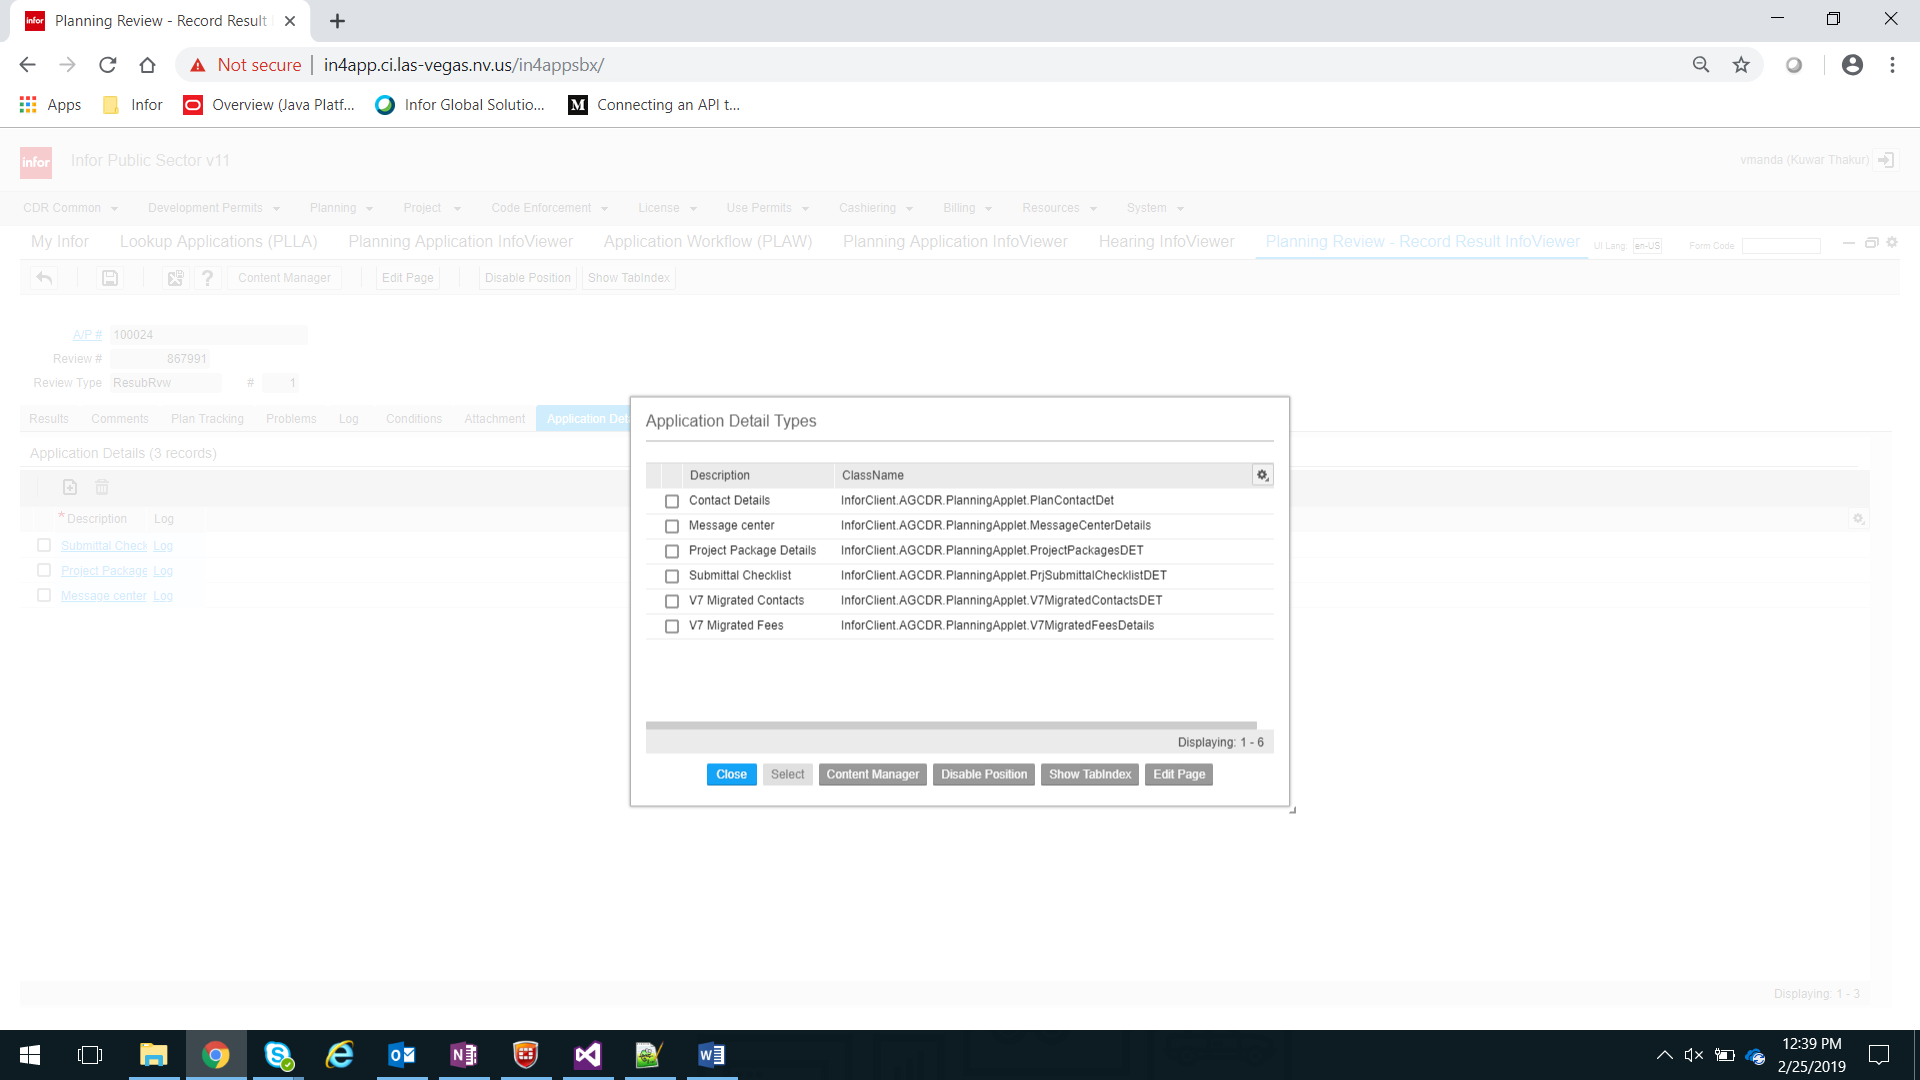 infor Planning Review - Record Result
Not secure in4app.ci.las-vegas.nv.us/in4appsbx/
Apps Infor Overview (Java Platf... Infor Global Solutio... M Connecting an API t...
infor Infor Public Sector v11 vmanda (Kuwar Thakur)
CDR Common Development Permits Planning Project Code Enforcement License Use Permits Cashiering Billing Resources System
My Infor Lookup Applications (PLLA) Planning Application InfoViewer Application Workflow (PLAW) Planning Application InfoViewer Hearing InfoViewer Planning Review - Record Result InfoViewer UI Lang: en-US Form Code
? Content Manager Edit Page Disable Position Show TabIndex
A/P # 100024
Review # 867991
Review Type ResubRvw # 1
Results Comments Plan Tracking Problems Log Conditions Attachment Application Deta
Application Details (3 records)
* Description Log
Submittal Check Log
Project Package Log
Message center Log
Displaying: 1 - 3
Application Detail Types
Description ClassName
Contact Details InforClient.AGCDR.PlanningApplet.PlanContactDet
Message center InforClient.AGCDR.PlanningApplet.MessageCenterDetails
Project Package Details InforClient.AGCDR.PlanningApplet.ProjectPackagesDET
Submittal Checklist InforClient.AGCDR.PlanningApplet.PrjSubmittalChecklistDET
V7 Migrated Contacts InforClient.AGCDR.PlanningApplet.V7MigratedContactsDET
V7 Migrated Fees InforClient.AGCDR.PlanningApplet.V7MigratedFeesDetails
Displaying: 1 - 6
Close Select Content Manager Disable Position Show TabIndex Edit Page
12:39 PM
2/25/2019